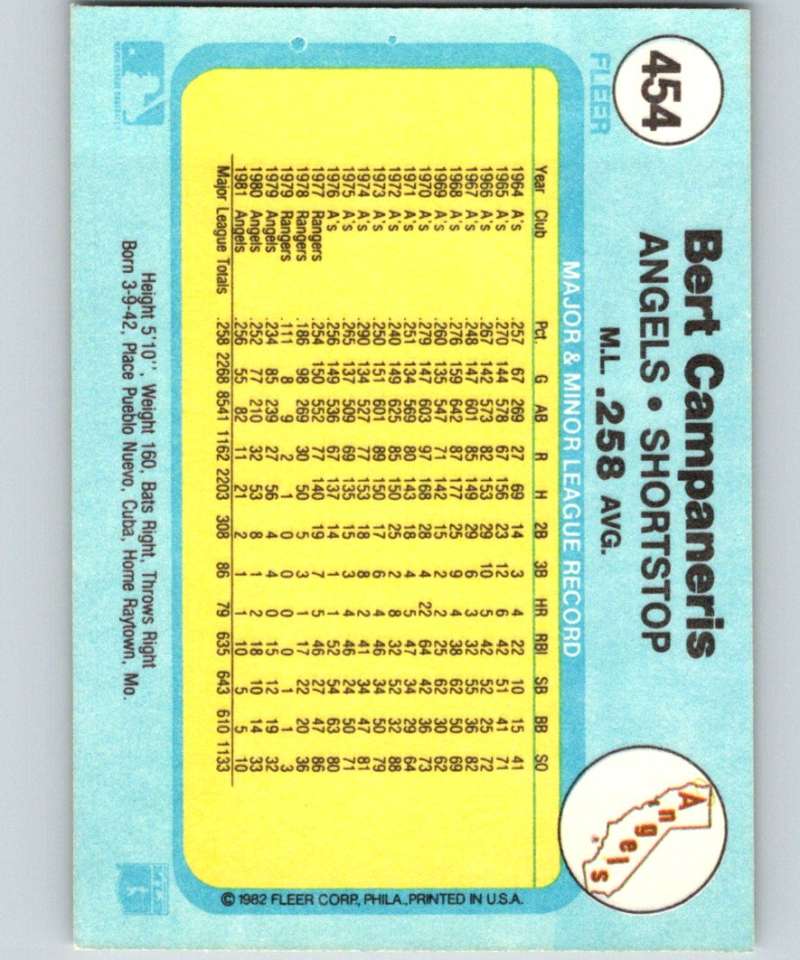 454
FLEER
Bert Campaneris
ANGELS • SHORTSTOP
M.L. .258 AVG.
Angels
MAJOR & MINOR LEAGUE RECORD
Year Club Pct. G AB R H 2B 3B HR RBI SB BB SO
1964 A's .257 67 269 27 69 14 3 4 22 10 15 41
1965 A's .270 144 578 67 156 23 12 6 42 51 41 71
1966 A's .267 142 573 82 153 29 10 5 42 52 25 72
1967 A's .248 147 601 85 149 29 6 3 32 55 36 82
1968 A's .276 159 642 87 177 25 9 4 38 62 50 69
1969 A's .260 135 547 71 142 15 2 2 25 62 30 62
1970 A's .279 147 603 97 168 28 4 22 64 42 36 73
1971 A's .251 134 569 80 143 18 4 5 47 34 29 64
1972 A's .240 149 625 85 150 25 2 8 32 52 32 88
1973 A's .250 151 601 89 150 17 6 4 46 34 50 79
1974 A's .290 134 527 77 153 18 8 2 41 34 47 81
1975 A's .265 137 509 69 135 15 3 4 46 24 50 71
1976 A's .256 149 536 67 137 14 1 1 52 54 63 80
1977 Rangers .254 150 552 77 140 19 7 5 46 27 47 86
1978 Rangers .186 98 269 30 50 5 3 1 17 22 20 36
1979 Rangers .111 8 9 2 1 0 0 0 0 1 1 3
1979 Angels .234 85 239 27 56 4 4 0 15 12 19 32
1980 Angels .252 77 210 32 53 8 1 2 18 10 14 33
1981 Angels .256 55 82 11 21 2 1 1 10 5 5 10
Major League Totals .258 2268 8541 1162 2203 308 86 79 635 643 610 1133
© 1982 FLEER CORP., PHILA., PRINTED IN U.S.A.
Height 5'10", Weight 160, Bats Right, Throws Right
Born 3-9-42, Place Pueblo Nuevo, Cuba, Home Raytown, Mo.